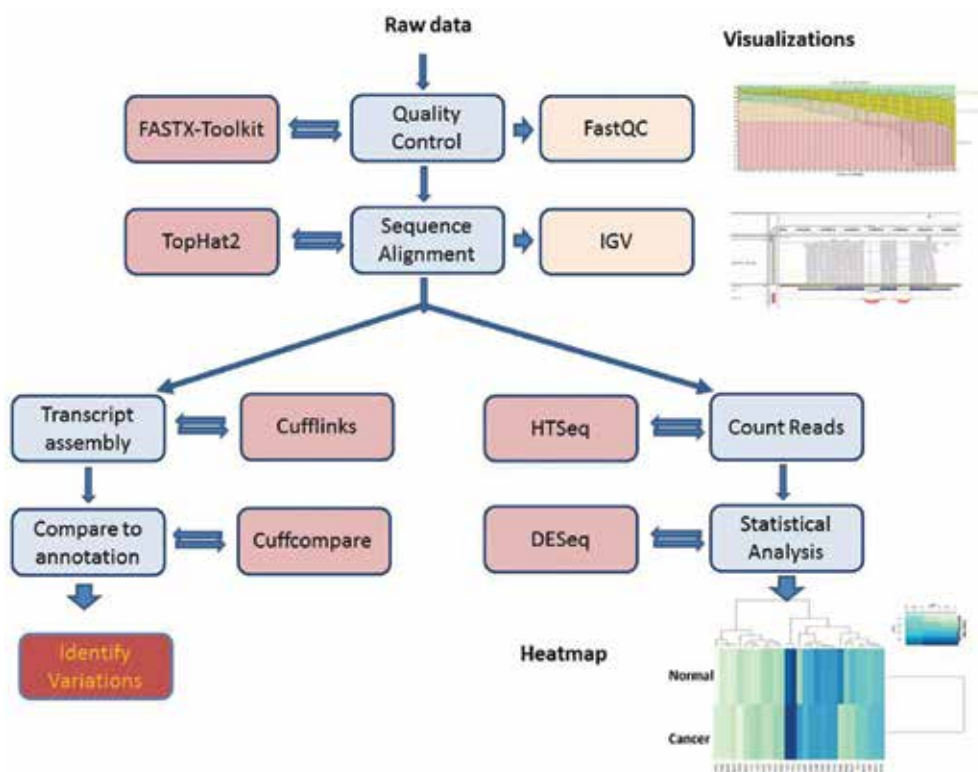 Raw data
Visualizations
FASTX-Toolkit
Quality
Control
FastQC
TopHat2
Sequence
Alignment
IGV
Transcript
assembly
Cufflinks
HTSeq
Count Reads
Compare to
annotation
Cuffcompare
DESeq
Statistical
Analysis
Identify
Variations
Heatmap
Normal
Cancer